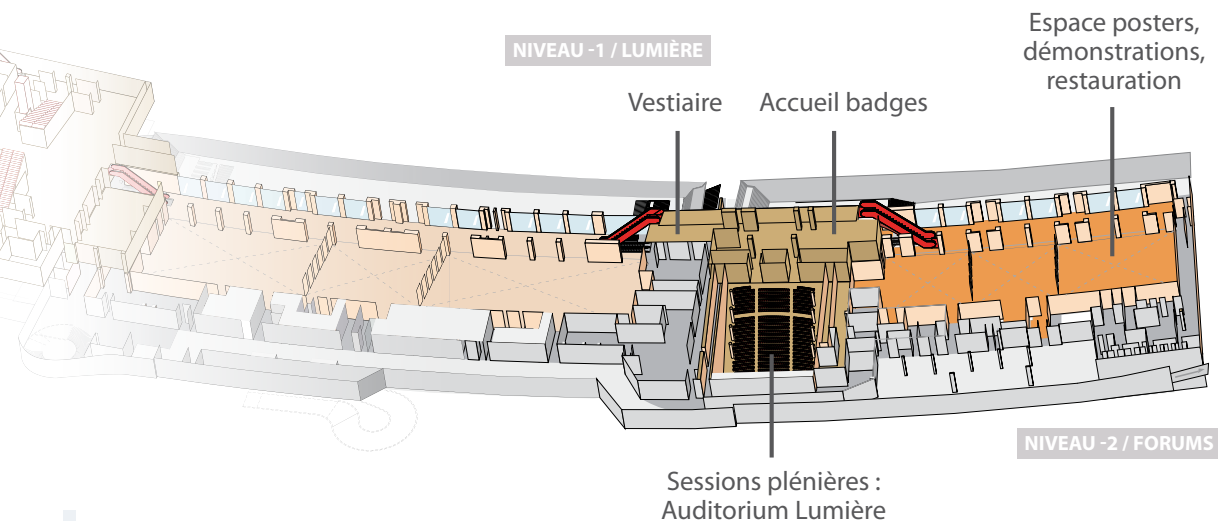 Espace posters,
démonstrations,
restauration
NIVEAU -1 / LUMIÈRE
Vestiaire
Accueil badges
NIVEAU -2 / FORUMS
Sessions plénières :
Auditorium Lumière